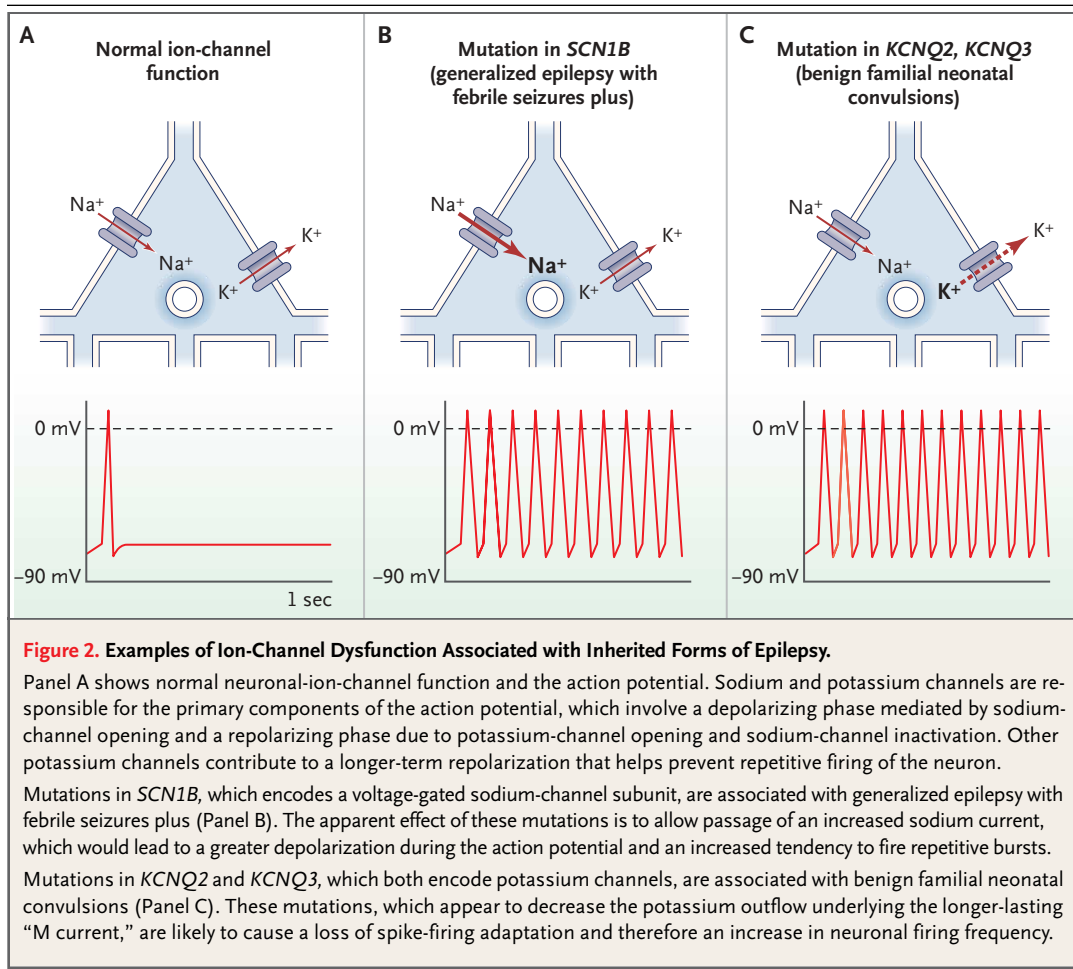 A
Normal ion-channel
function
B
Mutation in SCN1B
(generalized epilepsy with
febrile seizures plus)
C
Mutation in KCNQ2, KCNQ3
(benign familial neonatal
convulsions)
Na⁺
Na⁺
K⁺
K⁺
Na⁺
Na⁺
K⁺
K⁺
Na⁺
Na⁺
K⁺
K⁺
0 mV
–90 mV
1 sec
0 mV
–90 mV
0 mV
–90 mV
Figure 2. Examples of Ion-Channel Dysfunction Associated with Inherited Forms of Epilepsy.
Panel A shows normal neuronal-ion-channel function and the action potential. Sodium and potassium channels are re-
sponsible for the primary components of the action potential, which involve a depolarizing phase mediated by sodium-
channel opening and a repolarizing phase due to potassium-channel opening and sodium-channel inactivation. Other
potassium channels contribute to a longer-term repolarization that helps prevent repetitive firing of the neuron.
Mutations in SCN1B, which encodes a voltage-gated sodium-channel subunit, are associated with generalized epilepsy with
febrile seizures plus (Panel B). The apparent effect of these mutations is to allow passage of an increased sodium current,
which would lead to a greater depolarization during the action potential and an increased tendency to fire repetitive bursts.
Mutations in KCNQ2 and KCNQ3, which both encode potassium channels, are associated with benign familial neonatal
convulsions (Panel C). These mutations, which appear to decrease the potassium outflow underlying the longer-lasting
“M current,” are likely to cause a loss of spike-firing adaptation and therefore an increase in neuronal firing frequency.